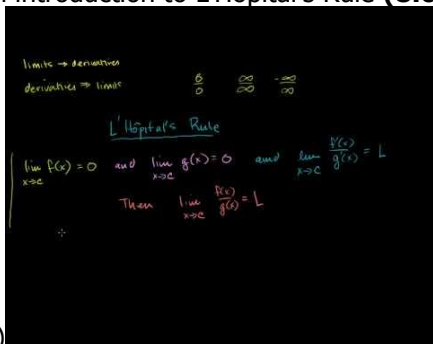 introduction to L'Hôpital's Rule
limits → derivatives
derivatives → limits 0/0 ∞/∞ -∞/∞
L'Hôpital's Rule
lim x→c f(x) = 0 and lim x→c g(x) = 0 and lim x→c f'(x)/g'(x) = L
Then lim x→c f(x)/g(x) = L
)